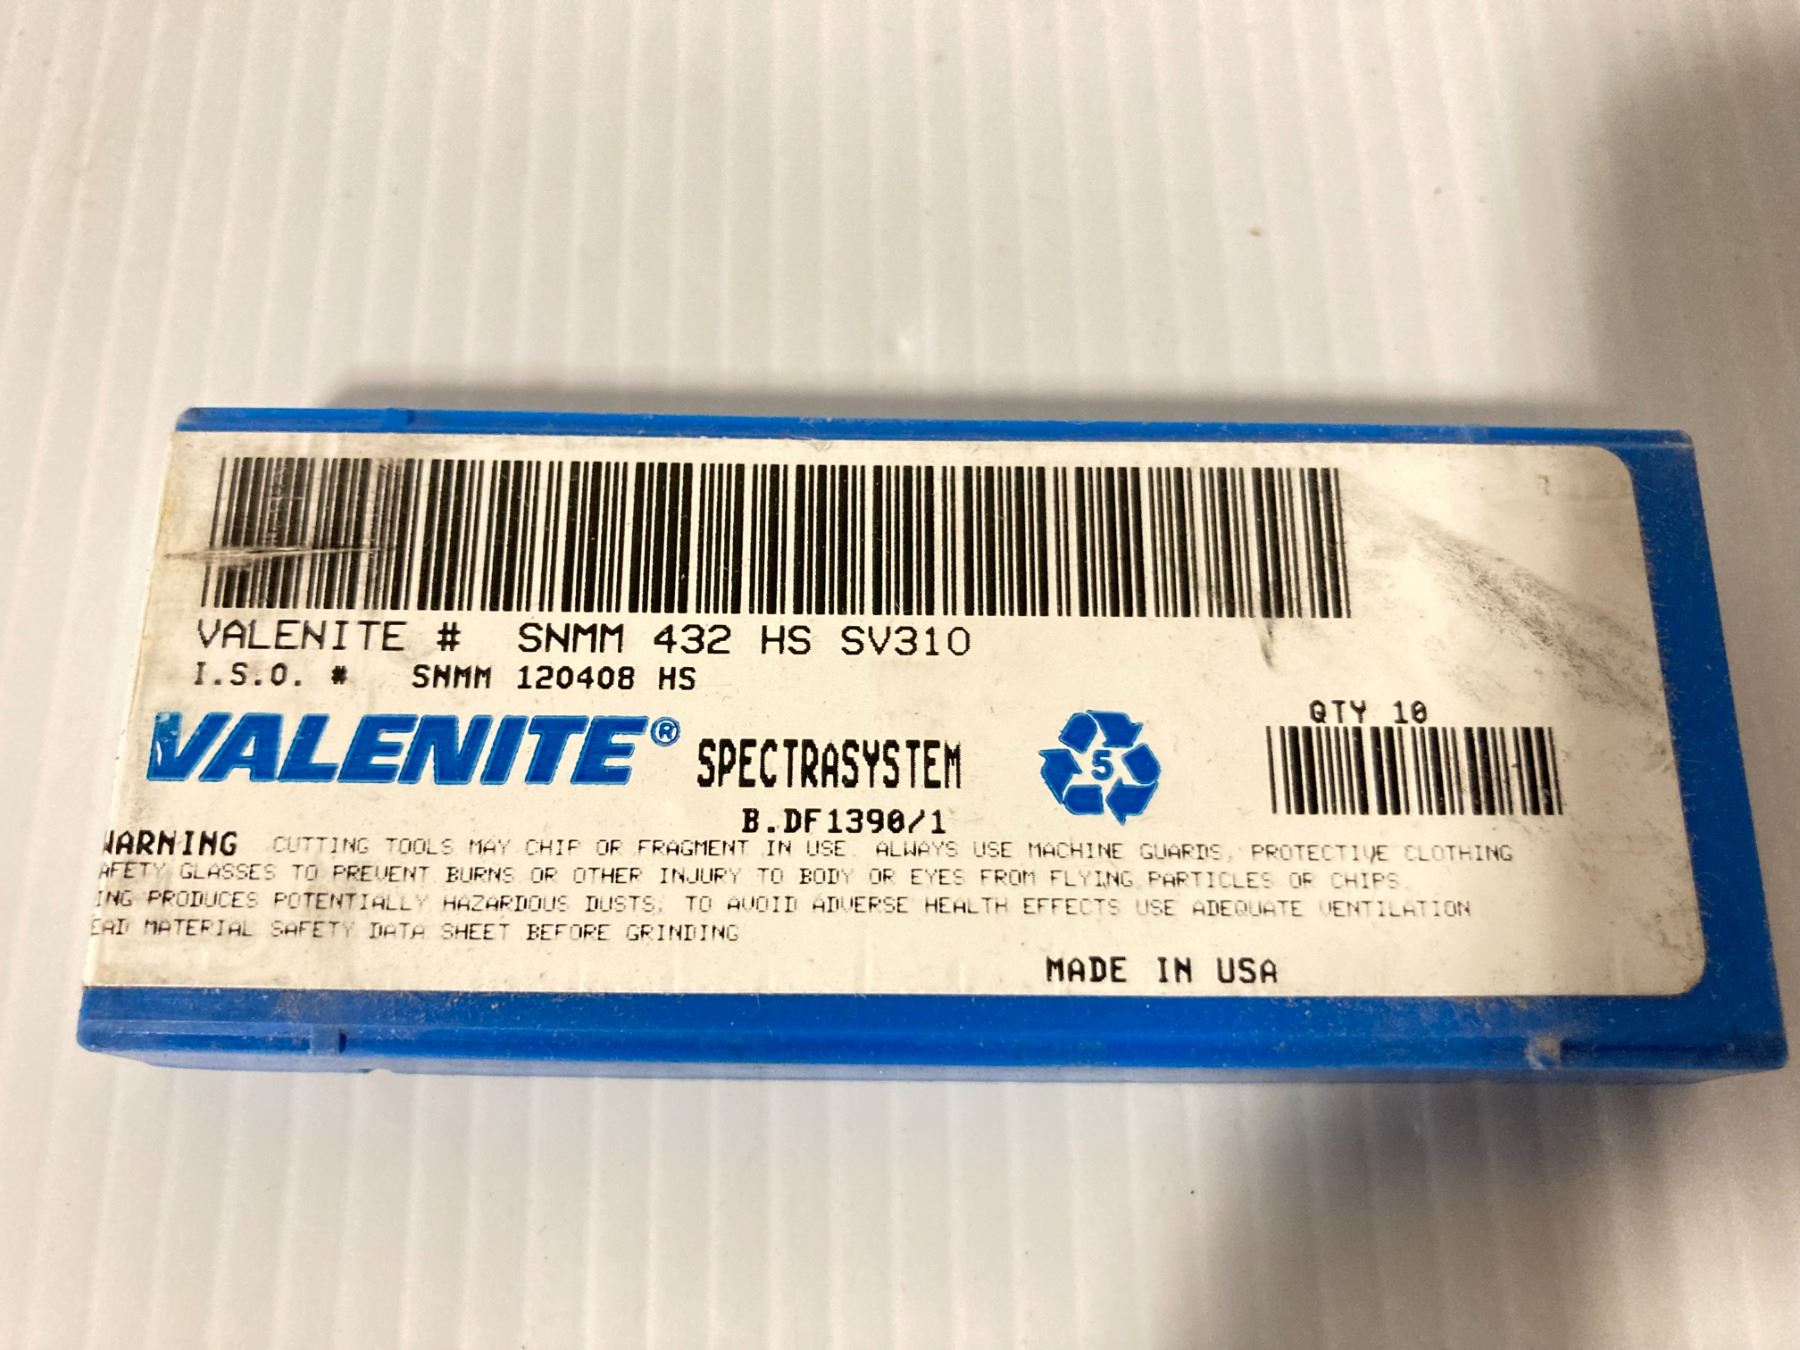 VALENITE # SNMM 432 HS SV310
I.S.O. # SNMM 120408 HS
VALENITE® SPECTRASYSTEM
5
QTY 10
B.DF1390/1
WARNING CUTTING TOOLS MAY CHIP OR FRAGMENT IN USE. ALWAYS USE MACHINE GUARDS, PROTECTIVE CLOTHING
AFETY GLASSES TO PREVENT BURNS OR OTHER INJURY TO BODY OR EYES FROM FLYING PARTICLES OR CHIPS.
ING PRODUCES POTENTIALLY HAZARDOUS DUSTS; TO AVOID ADVERSE HEALTH EFFECTS USE ADEQUATE VENTILATION
EAD MATERIAL SAFETY DATA SHEET BEFORE GRINDING
MADE IN USA